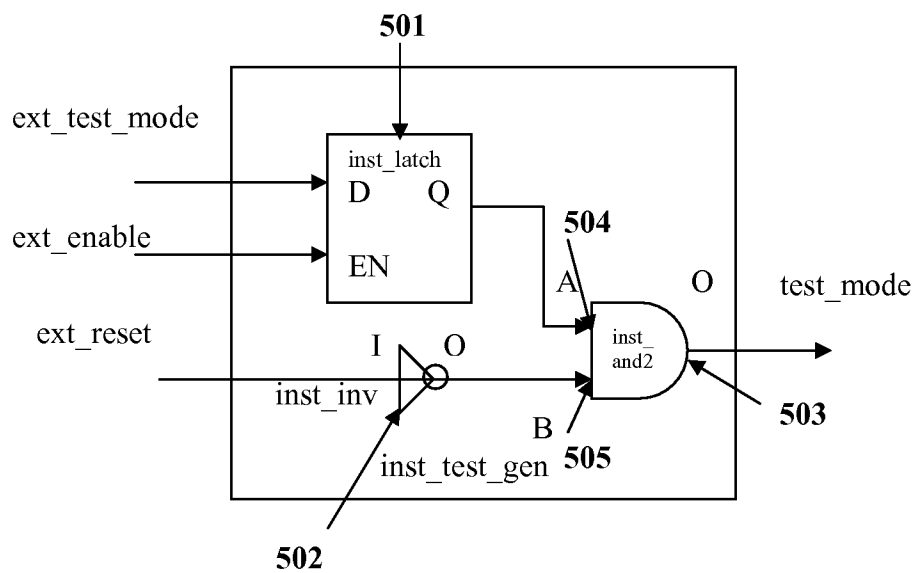 501
ext_test_mode
inst_latch
D Q
ext_enable
EN
504
A
O
test_mode
ext_reset
I O
inst_
and2
inst_inv
503
B
505
inst_test_gen
502